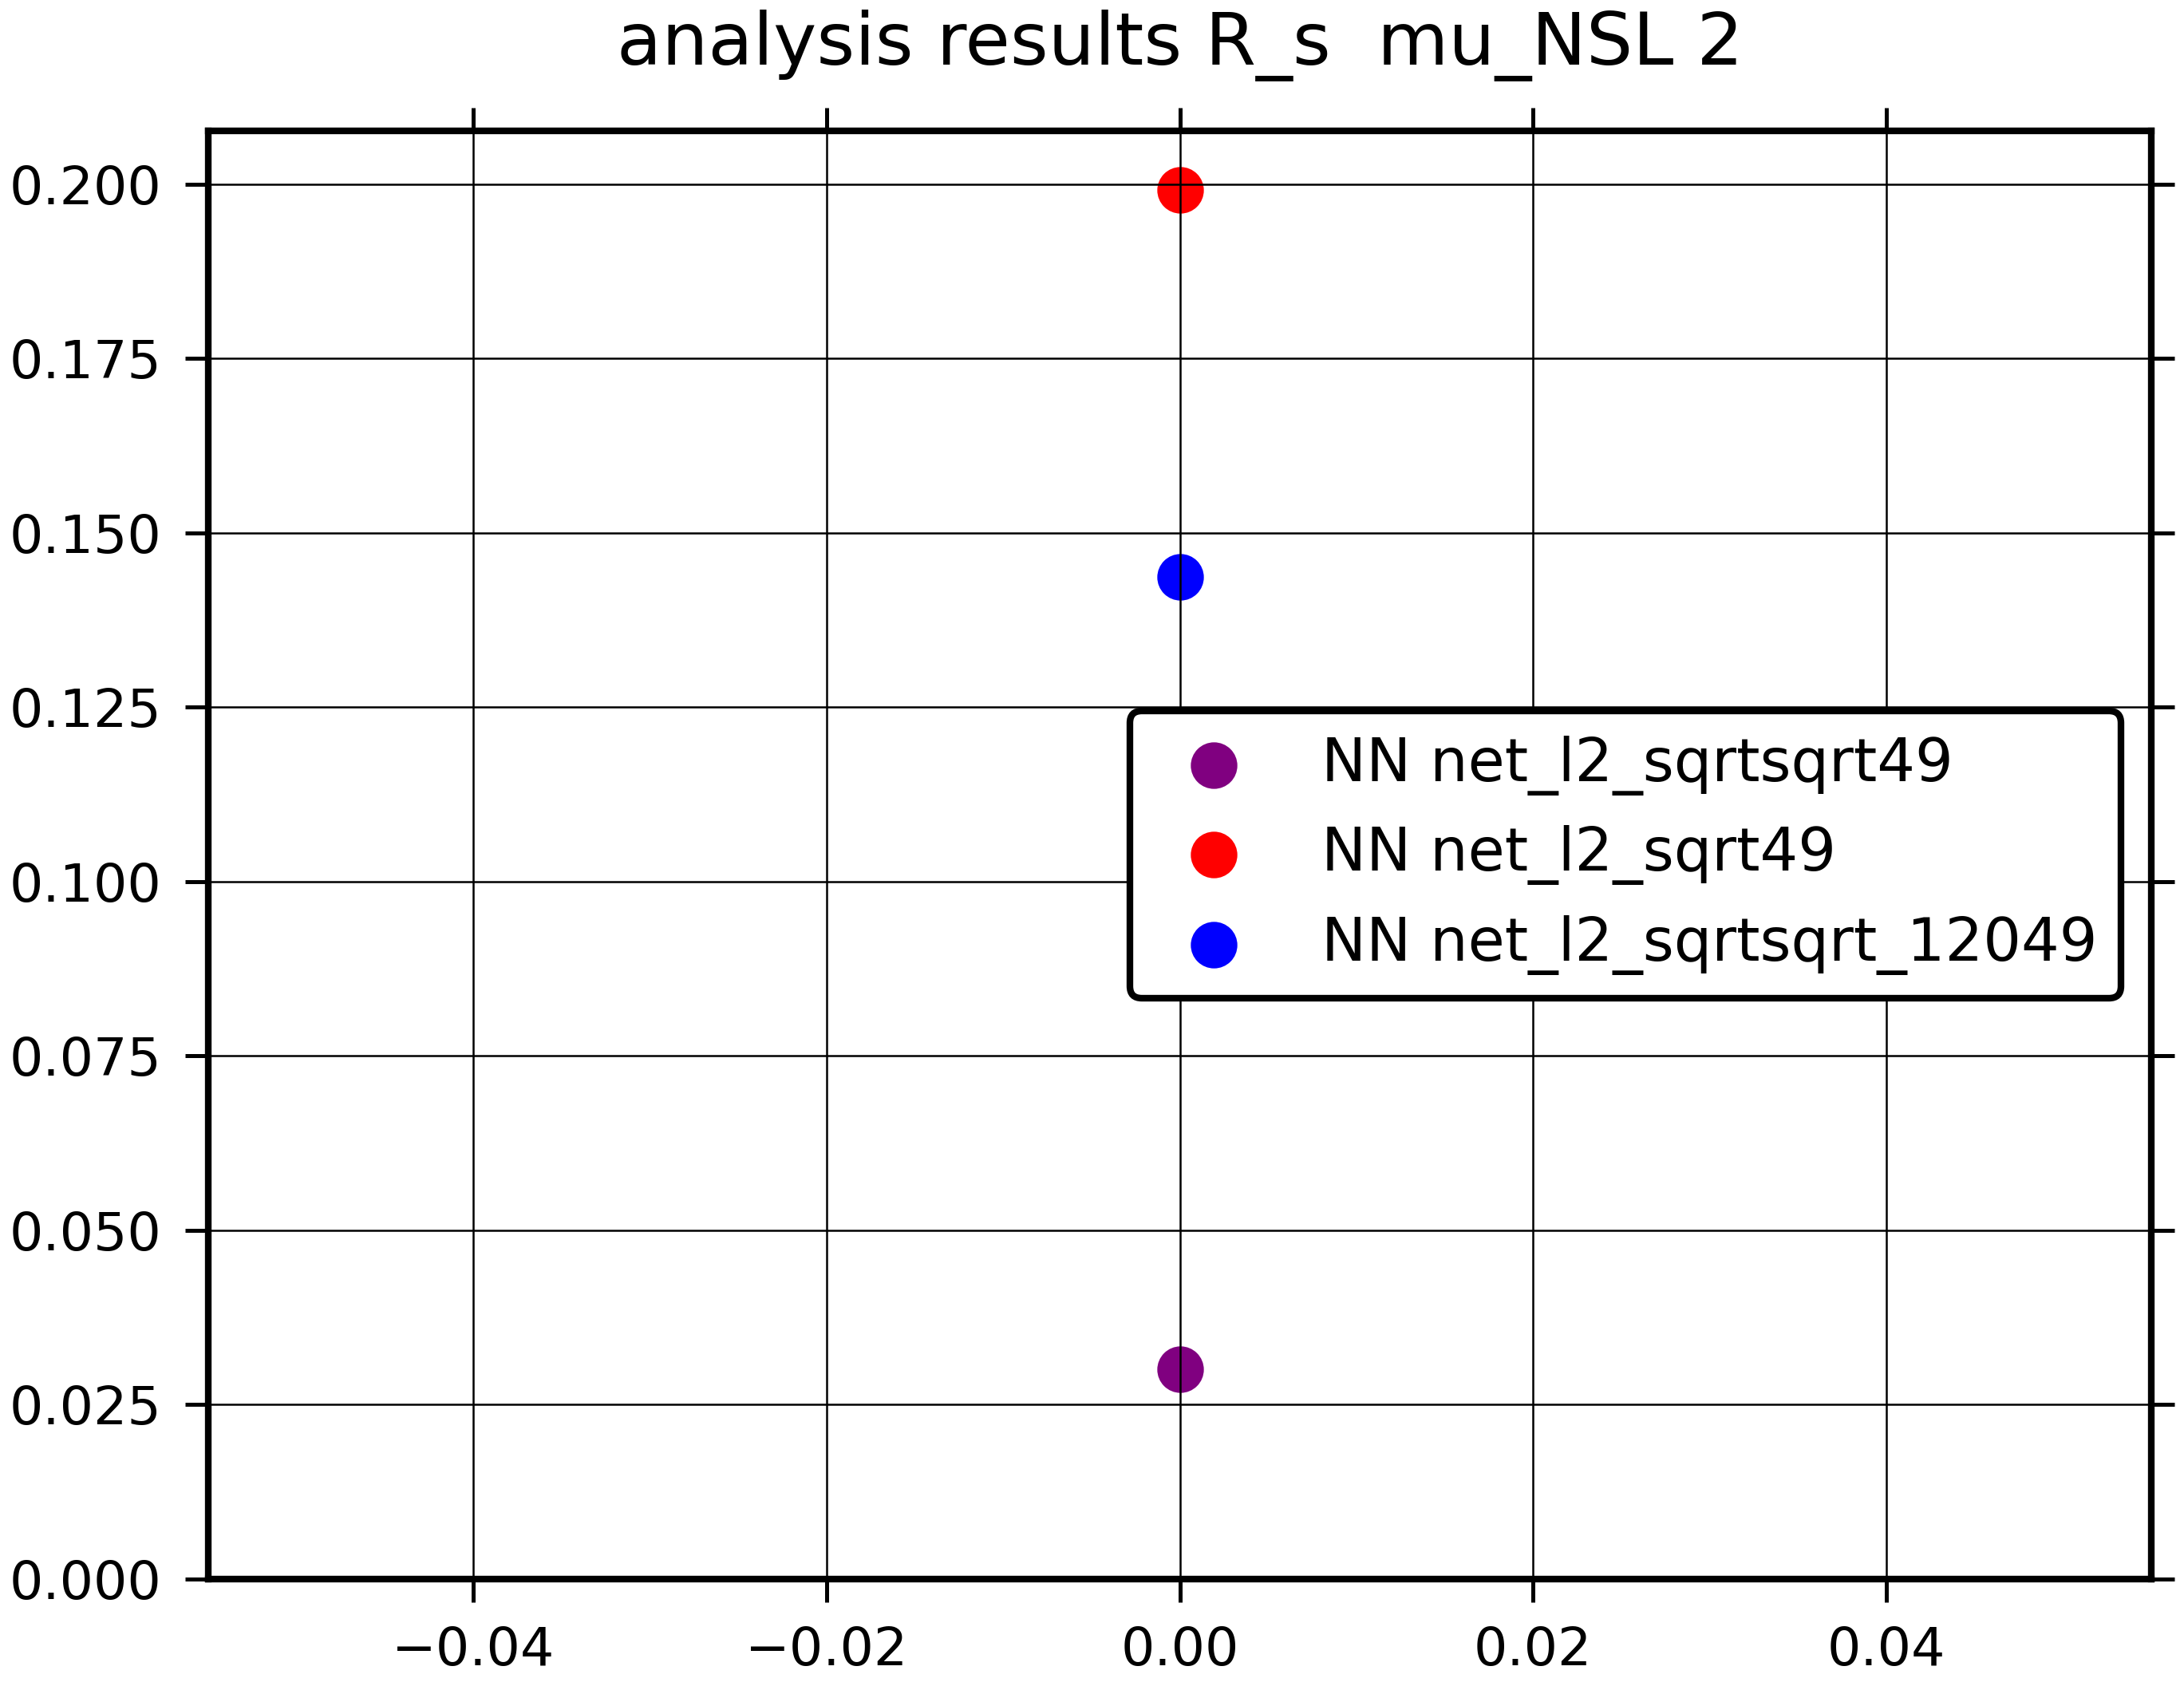 analysis results R_s  mu_NSL 2
0.200
0.175
0.150
0.125
0.100
0.075
0.050
0.025
0.000
NN net_l2_sqrtsqrt49
NN net_l2_sqrt49
NN net_l2_sqrtsqrt_12049
−0.04 −0.02 0.00 0.02 0.04